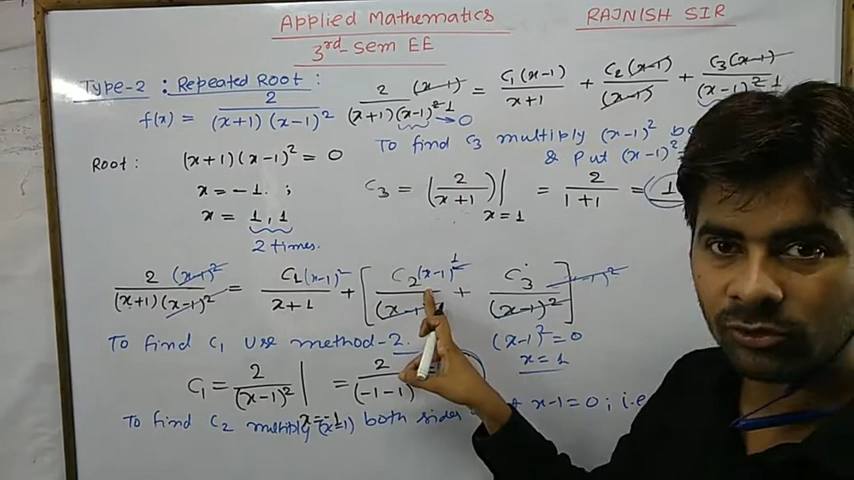 Applied Mathematics RAJNISH SIR
3rd-Sem EE
Type-2 : Repeated Root :
f(x) = 2 / (x+1)(x-1)²
2 (x-1) / (x+1)(x-1)²1 → 0 = C₁(x-1) / x+1 + C₂(x-1) / (x-1) + C₃(x-1) / (x-1)²1
To find C₃ multiply (x-1)²
& Put (x-1)²
Root: (x+1)(x-1)² = 0
x = -1 ;
x = 1, 1
2 times.
C₃ = (2 / x+1) | x=1 = 2 / 1+1 = 1
2 (x-1)² / (x+1)(x-1)² = C₁(x-1)² / x+1 + [ C₂(x-1)²1 / (x-1) + C₃ / (x-1)² ] (x-1)²
(x-1)² = 0
x = 1
To find C₁ Use method-2.
C₁ = 2 / (x-1)² | x=-1 = 2 / (-1-1)
To find C₂ multiply (x-1) both sides x-1=0 ; i.e